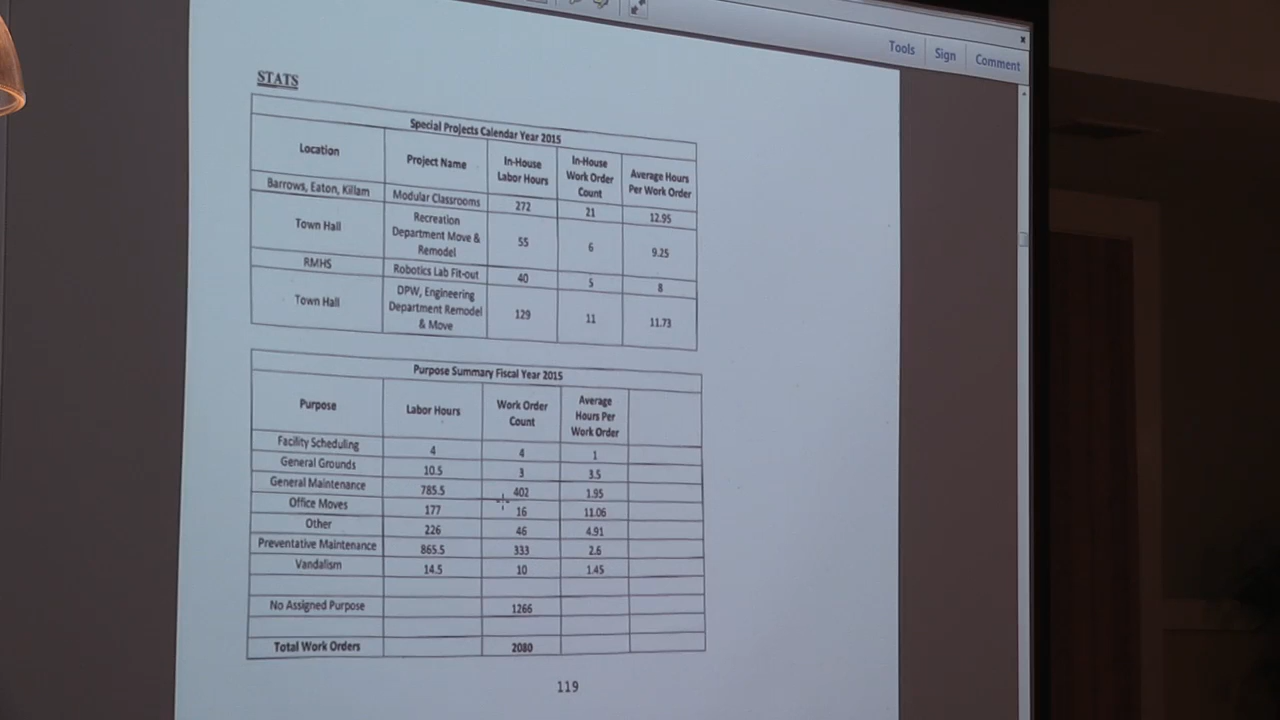 Tools Sign Comment
STATS
Special Projects Calendar Year 2015
Location Project Name In-House Labor Hours In-House Work Order Count Average Hours Per Work Order
Barrows, Eaton, Killam Modular Classrooms 272 21 12.95
Town Hall Recreation Department Move & Remodel 55 6 9.25
RMHS Robotics Lab Fit-out 40 5 8
Town Hall DPW, Engineering Department Remodel & Move 129 11 11.73
Purpose Summary Fiscal Year 2015
Purpose Labor Hours Work Order Count Average Hours Per Work Order
Facility Scheduling 4 4 1
General Grounds 10.5 3 3.5
General Maintenance 785.5 402 1.95
Office Moves 177 16 11.06
Other 226 46 4.91
Preventative Maintenance 865.5 333 2.6
Vandalism 14.5 10 1.45
No Assigned Purpose 1266
Total Work Orders 2080
119